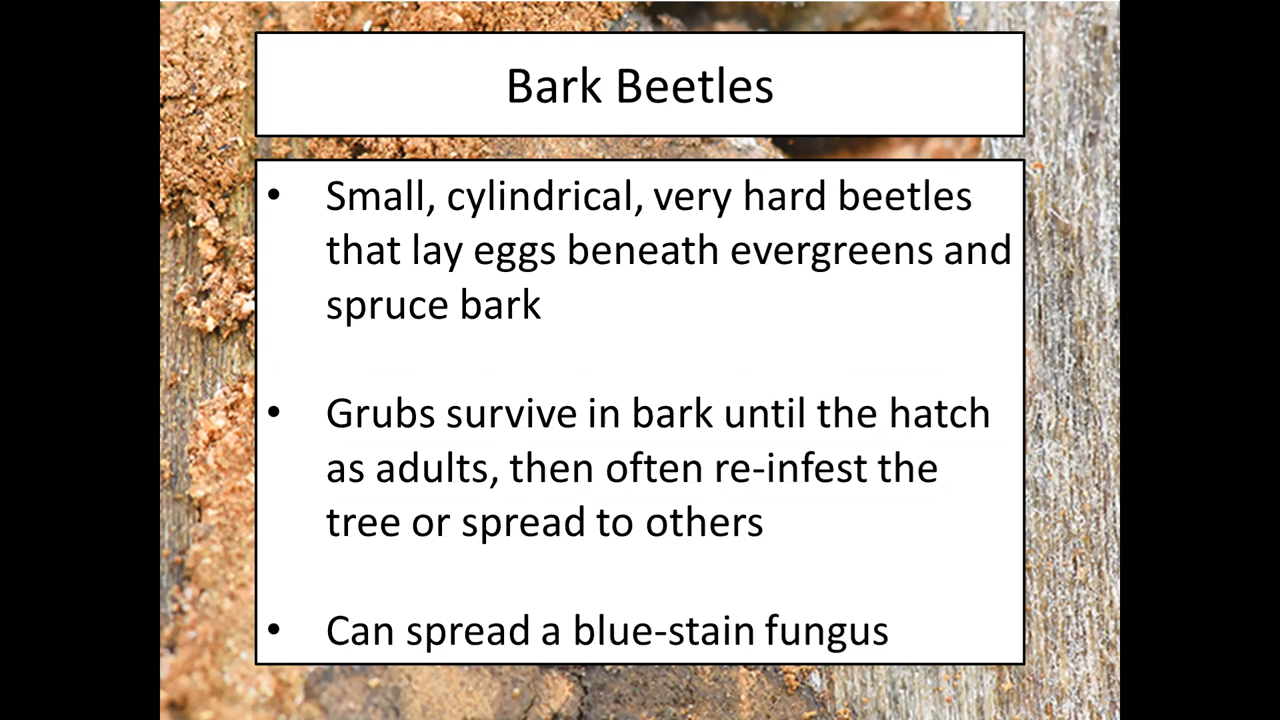 Bark Beetles
• Small, cylindrical, very hard beetles
that lay eggs beneath evergreens and
spruce bark
• Grubs survive in bark until the hatch
as adults, then often re-infest the
tree or spread to others
• Can spread a blue-stain fungus